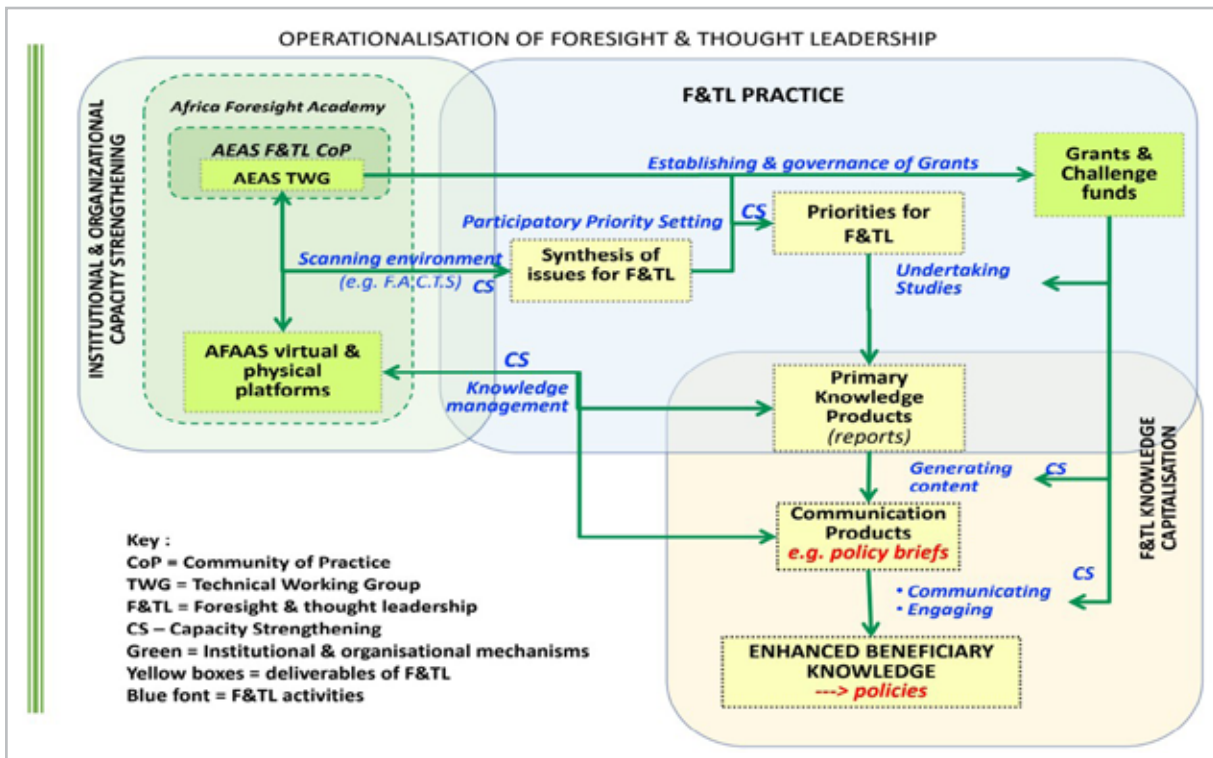 OPERATIONALISATION OF FORESIGHT & THOUGHT LEADERSHIP
INSTITUTIONAL & ORGANIZATIONAL
CAPACITY STRENGTHENING
Africa Foresight Academy
AEAS F&TL CoP
AEAS TWG
F&TL PRACTICE
Establishing & governance of Grants
Grants &
Challenge
funds
Participatory Priority Setting
CS
Priorities for
F&TL
Scanning environment
(e.g. F.A.C.T.S)
CS
Synthesis of
issues for F&TL
Undertaking
Studies
AFAAS virtual &
physical
platforms
CS
Knowledge
management
Primary
Knowledge
Products
(reports)
Generating
content
CS
Communication
Products
e.g. policy briefs
F&TL KNOWLEDGE
CAPITALISATION
CS
• Communicating
• Engaging
ENHANCED BENEFICIARY
KNOWLEDGE
---> policies
Key :
CoP = Community of Practice
TWG = Technical Working Group
F&TL = Foresight & thought leadership
CS – Capacity Strengthening
Green = Institutional & organisational mechanisms
Yellow boxes = deliverables of F&TL
Blue font = F&TL activities